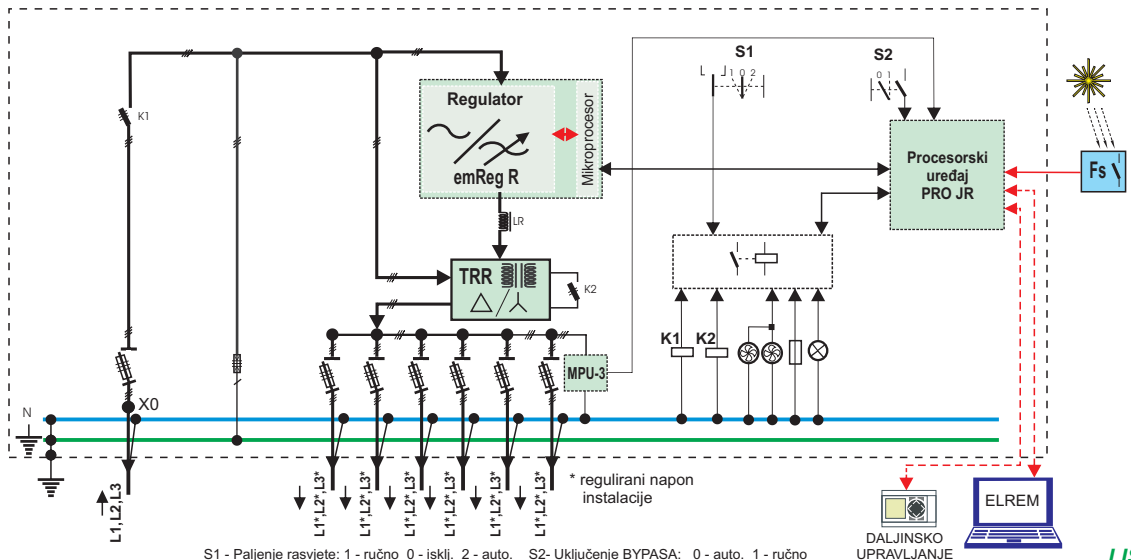 S1
1 0 2
S2
0 1
K1
Regulator
emReg R
Mikroprocesor
Procesorski
uređaj
PRO JR
Fs
LR
TRR
K2
K1
K2
MPU-3
X0
N
L1,L2,L3
L1*,L2*,L3*
L1*,L2*,L3*
L1*,L2*,L3*
L1*,L2*,L3*
L1*,L2*,L3*
L1*,L2*,L3*
* regulirani napon
instalacije
ELREM
DALJINSKO
UPRAVLJANJE
S1 - Paljenje rasvjete: 1 - ručno 0 - isklj. 2 - auto. S2- Uključenje BYPASA: 0 - auto. 1 - ručno